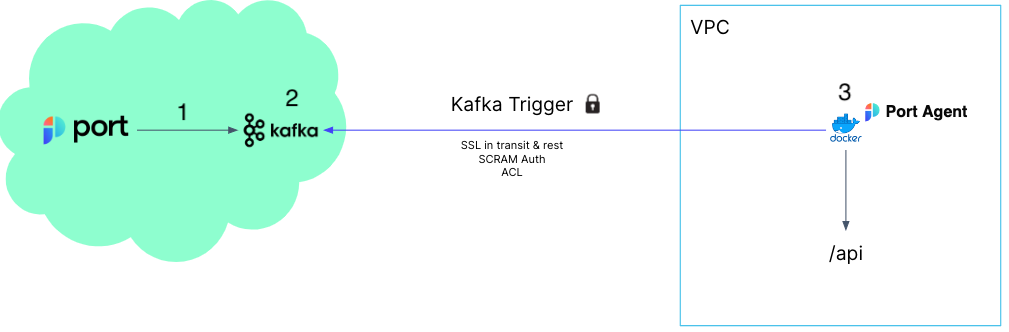 VPC
3
2
1
Kafka Trigger
port
kafka
Port Agent
docker
SSL in transit & rest
SCRAM Auth
ACL
/api